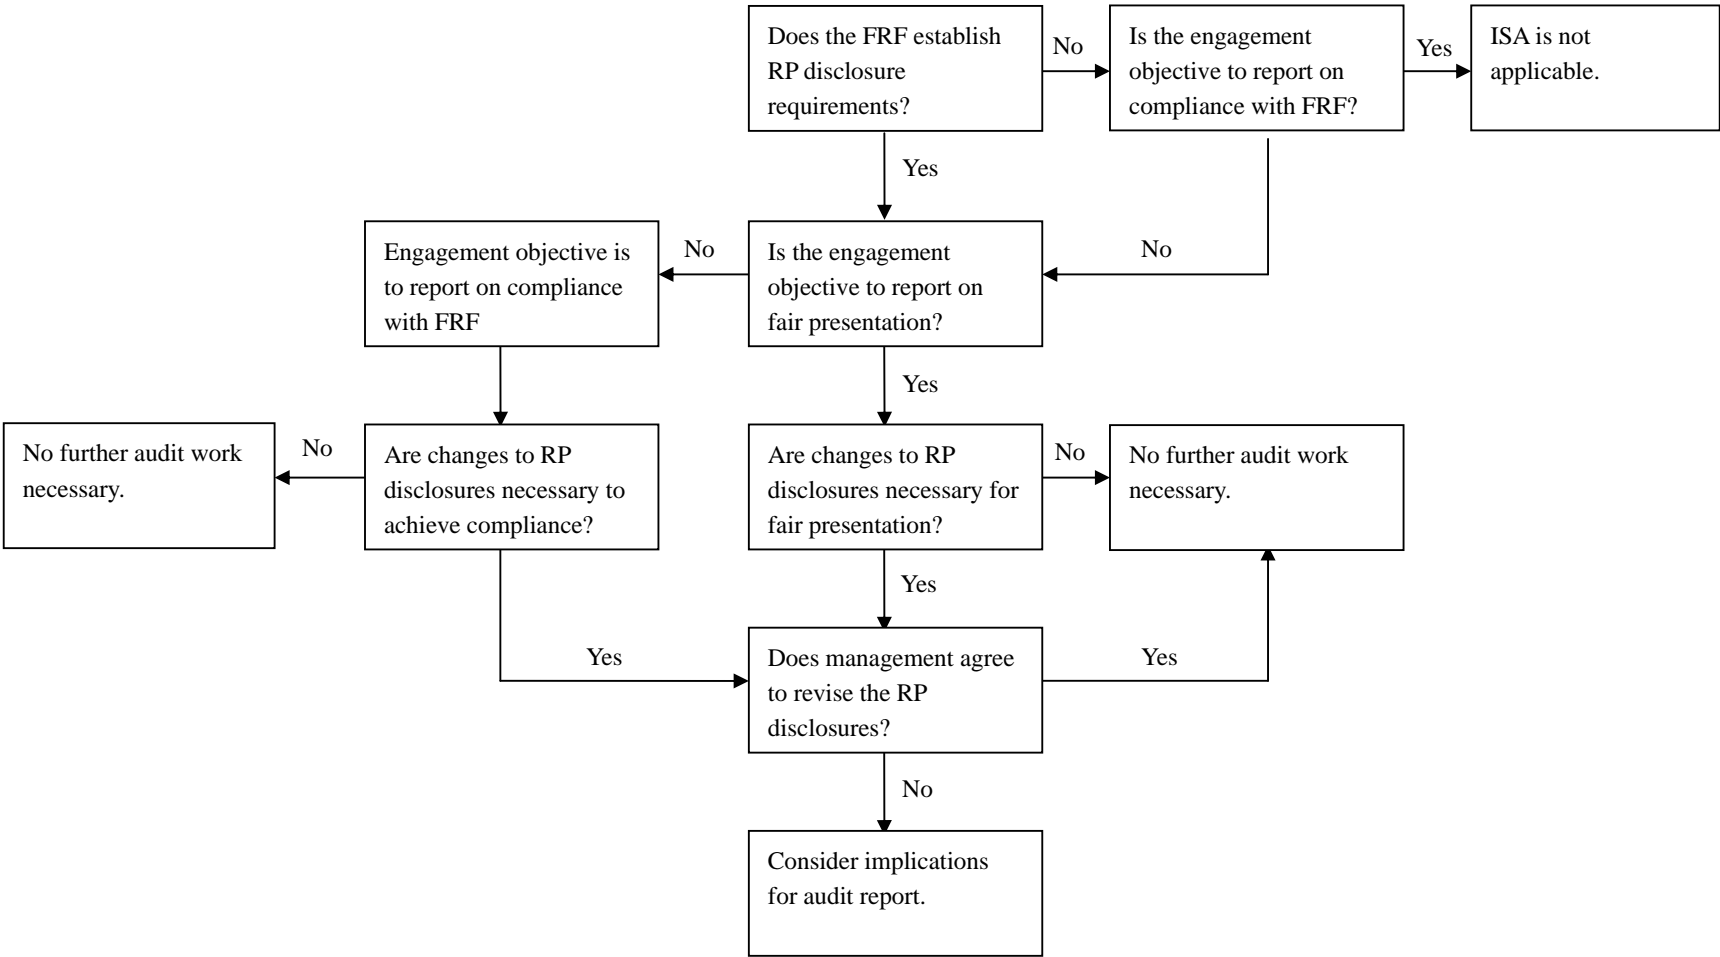 Does the FRF establish
RP disclosure
requirements?
No
Is the engagement
objective to report on
compliance with FRF?
Yes
ISA is not
applicable.
Yes
Engagement objective is
to report on compliance
with FRF
No
Is the engagement
objective to report on
fair presentation?
No
Yes
No further audit work
necessary.
No
Are changes to RP
disclosures necessary to
achieve compliance?
Are changes to RP
disclosures necessary for
fair presentation?
No
No further audit work
necessary.
Yes
Yes
Does management agree
to revise the RP
disclosures?
Yes
No
Consider implications
for audit report.